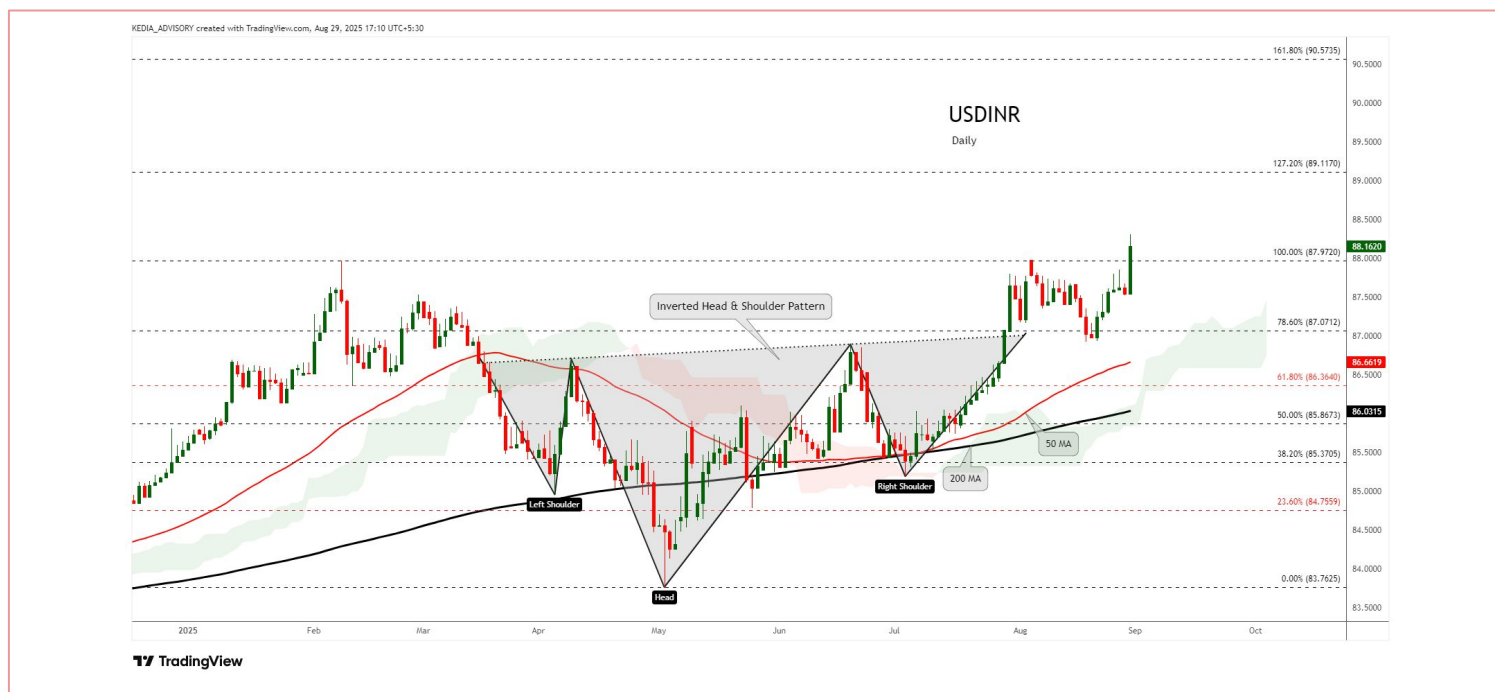 KEDIA_ADVISORY created with TradingView.com, Aug 29, 2025 17:10 UTC+5:30
161.80% (90.5735)
90.5000
USDINR
90.0000
Daily
89.5000
127.20% (89.1170)
89.0000
88.5000
88.1620
100.00% (87.9720)
88.0000
Inverted Head & Shoulder Pattern
87.5000
78.60% (87.0712)
87.0000
86.6619
61.80% (86.3640)
86.5000
86.0315
50.00% (85.8673)
50 MA
85.5000
38.20% (85.3705)
Right Shoulder
200 MA
85.0000
Left Shoulder
23.60% (84.7559)
84.5000
84.0000
0.00% (83.7625)
Head
83.5000
2025 Feb Mar Apr May Jun Jul Aug Sep Oct
TradingView